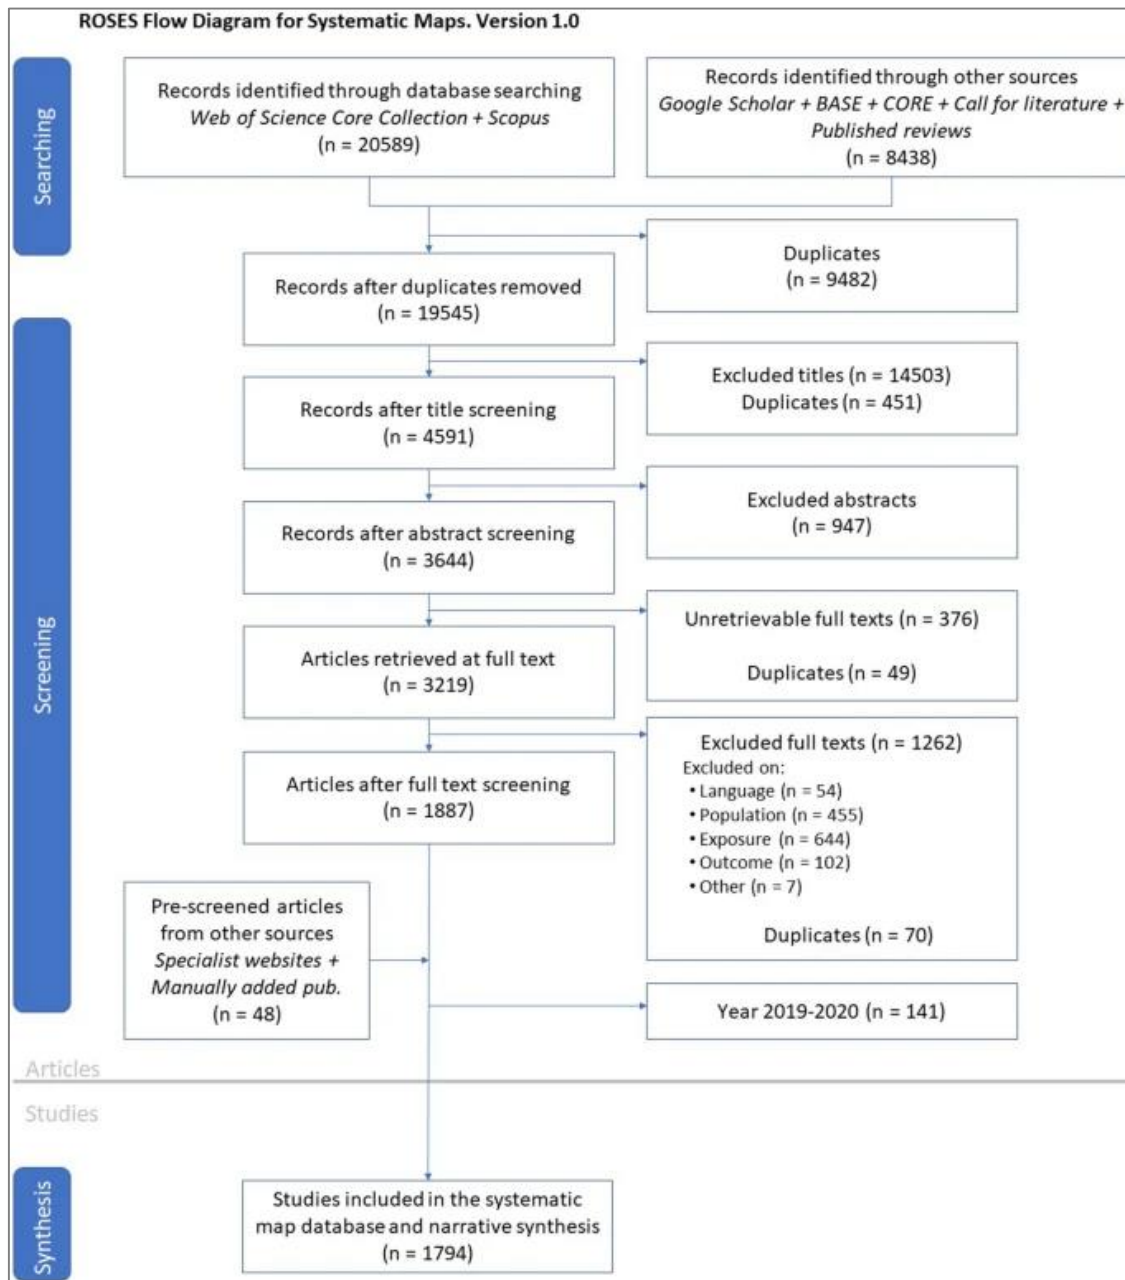 ROSES Flow Diagram for Systematic Maps. Version 1.0
Searching
Records identified through database searching
Web of Science Core Collection + Scopus
(n = 20589)
Records identified through other sources
Google Scholar + BASE + CORE + Call for literature +
Published reviews
(n = 8438)
Duplicates
(n = 9482)
Records after duplicates removed
(n = 19545)
Screening
Excluded titles (n = 14503)
Duplicates (n = 451)
Records after title screening
(n = 4591)
Excluded abstracts
(n = 947)
Records after abstract screening
(n = 3644)
Unretrievable full texts (n = 376)
Duplicates (n = 49)
Articles retrieved at full text
(n = 3219)
Excluded full texts (n = 1262)
Excluded on:
• Language (n = 54)
• Population (n = 455)
• Exposure (n = 644)
• Outcome (n = 102)
• Other (n = 7)
Duplicates (n = 70)
Articles after full text screening
(n = 1887)
Pre-screened articles
from other sources
Specialist websites +
Manually added pub.
(n = 48)
Year 2019-2020 (n = 141)
Articles
Studies
Synthesis
Studies included in the systematic
map database and narrative synthesis
(n = 1794)